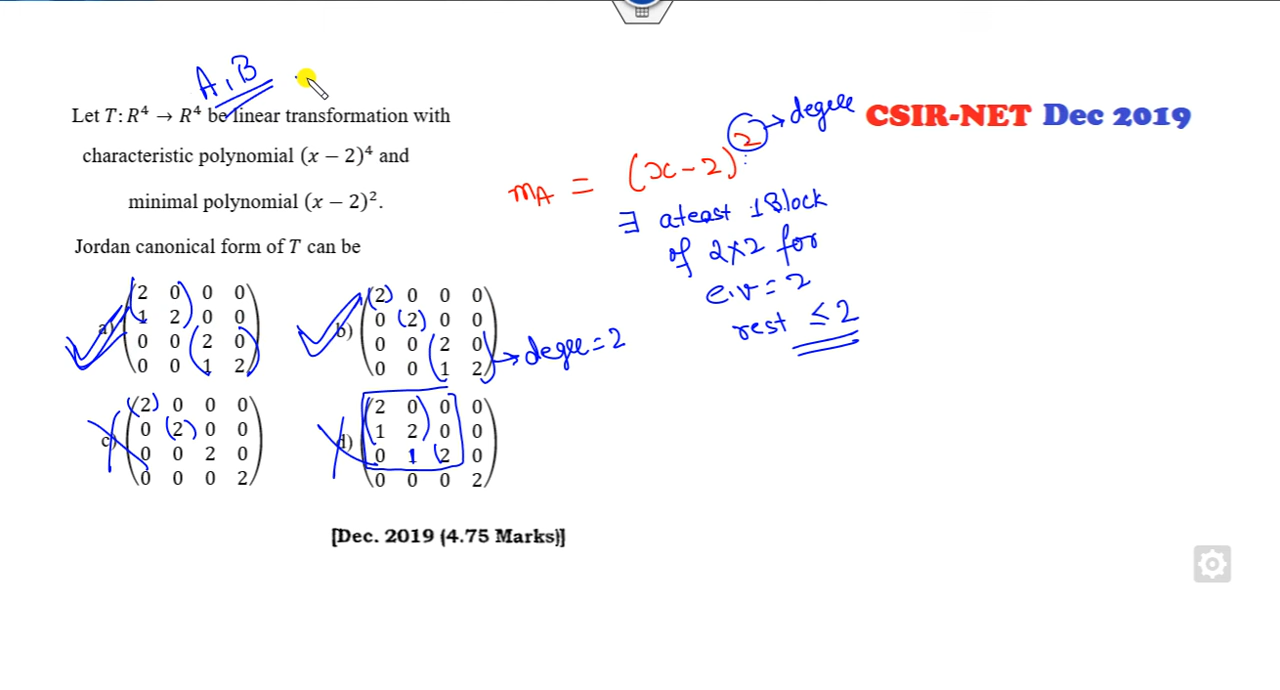 A, B
Let T: R⁴ → R⁴ be linear transformation with
characteristic polynomial (x − 2)⁴ and
minimal polynomial (x − 2)².
Jordan canonical form of T can be
a) (2 0 0 0
1 2 0 0
0 0 2 0
0 0 1 2)
b) (2 0 0 0
0 2 0 0
0 0 2 0
0 0 1 2) → degee = 2
c) (2 0 0 0
0 2 0 0
0 0 2 0
0 0 0 2)
d) (2 0 0 0
1 2 0 0
0 1 2 0
0 0 0 2)
[Dec. 2019 (4.75 Marks)]
CSIR-NET Dec 2019
m_A = (x − 2)² → degree
∃ ateast 1 Block
of 2×2 for
e.v = 2
rest ≤ 2